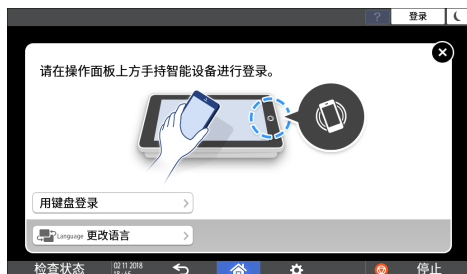 ?
登录
请在操作面板上方手持智能设备进行登录。
用键盘登录
Language 更改语言
检查状态
02 11 2018
停止